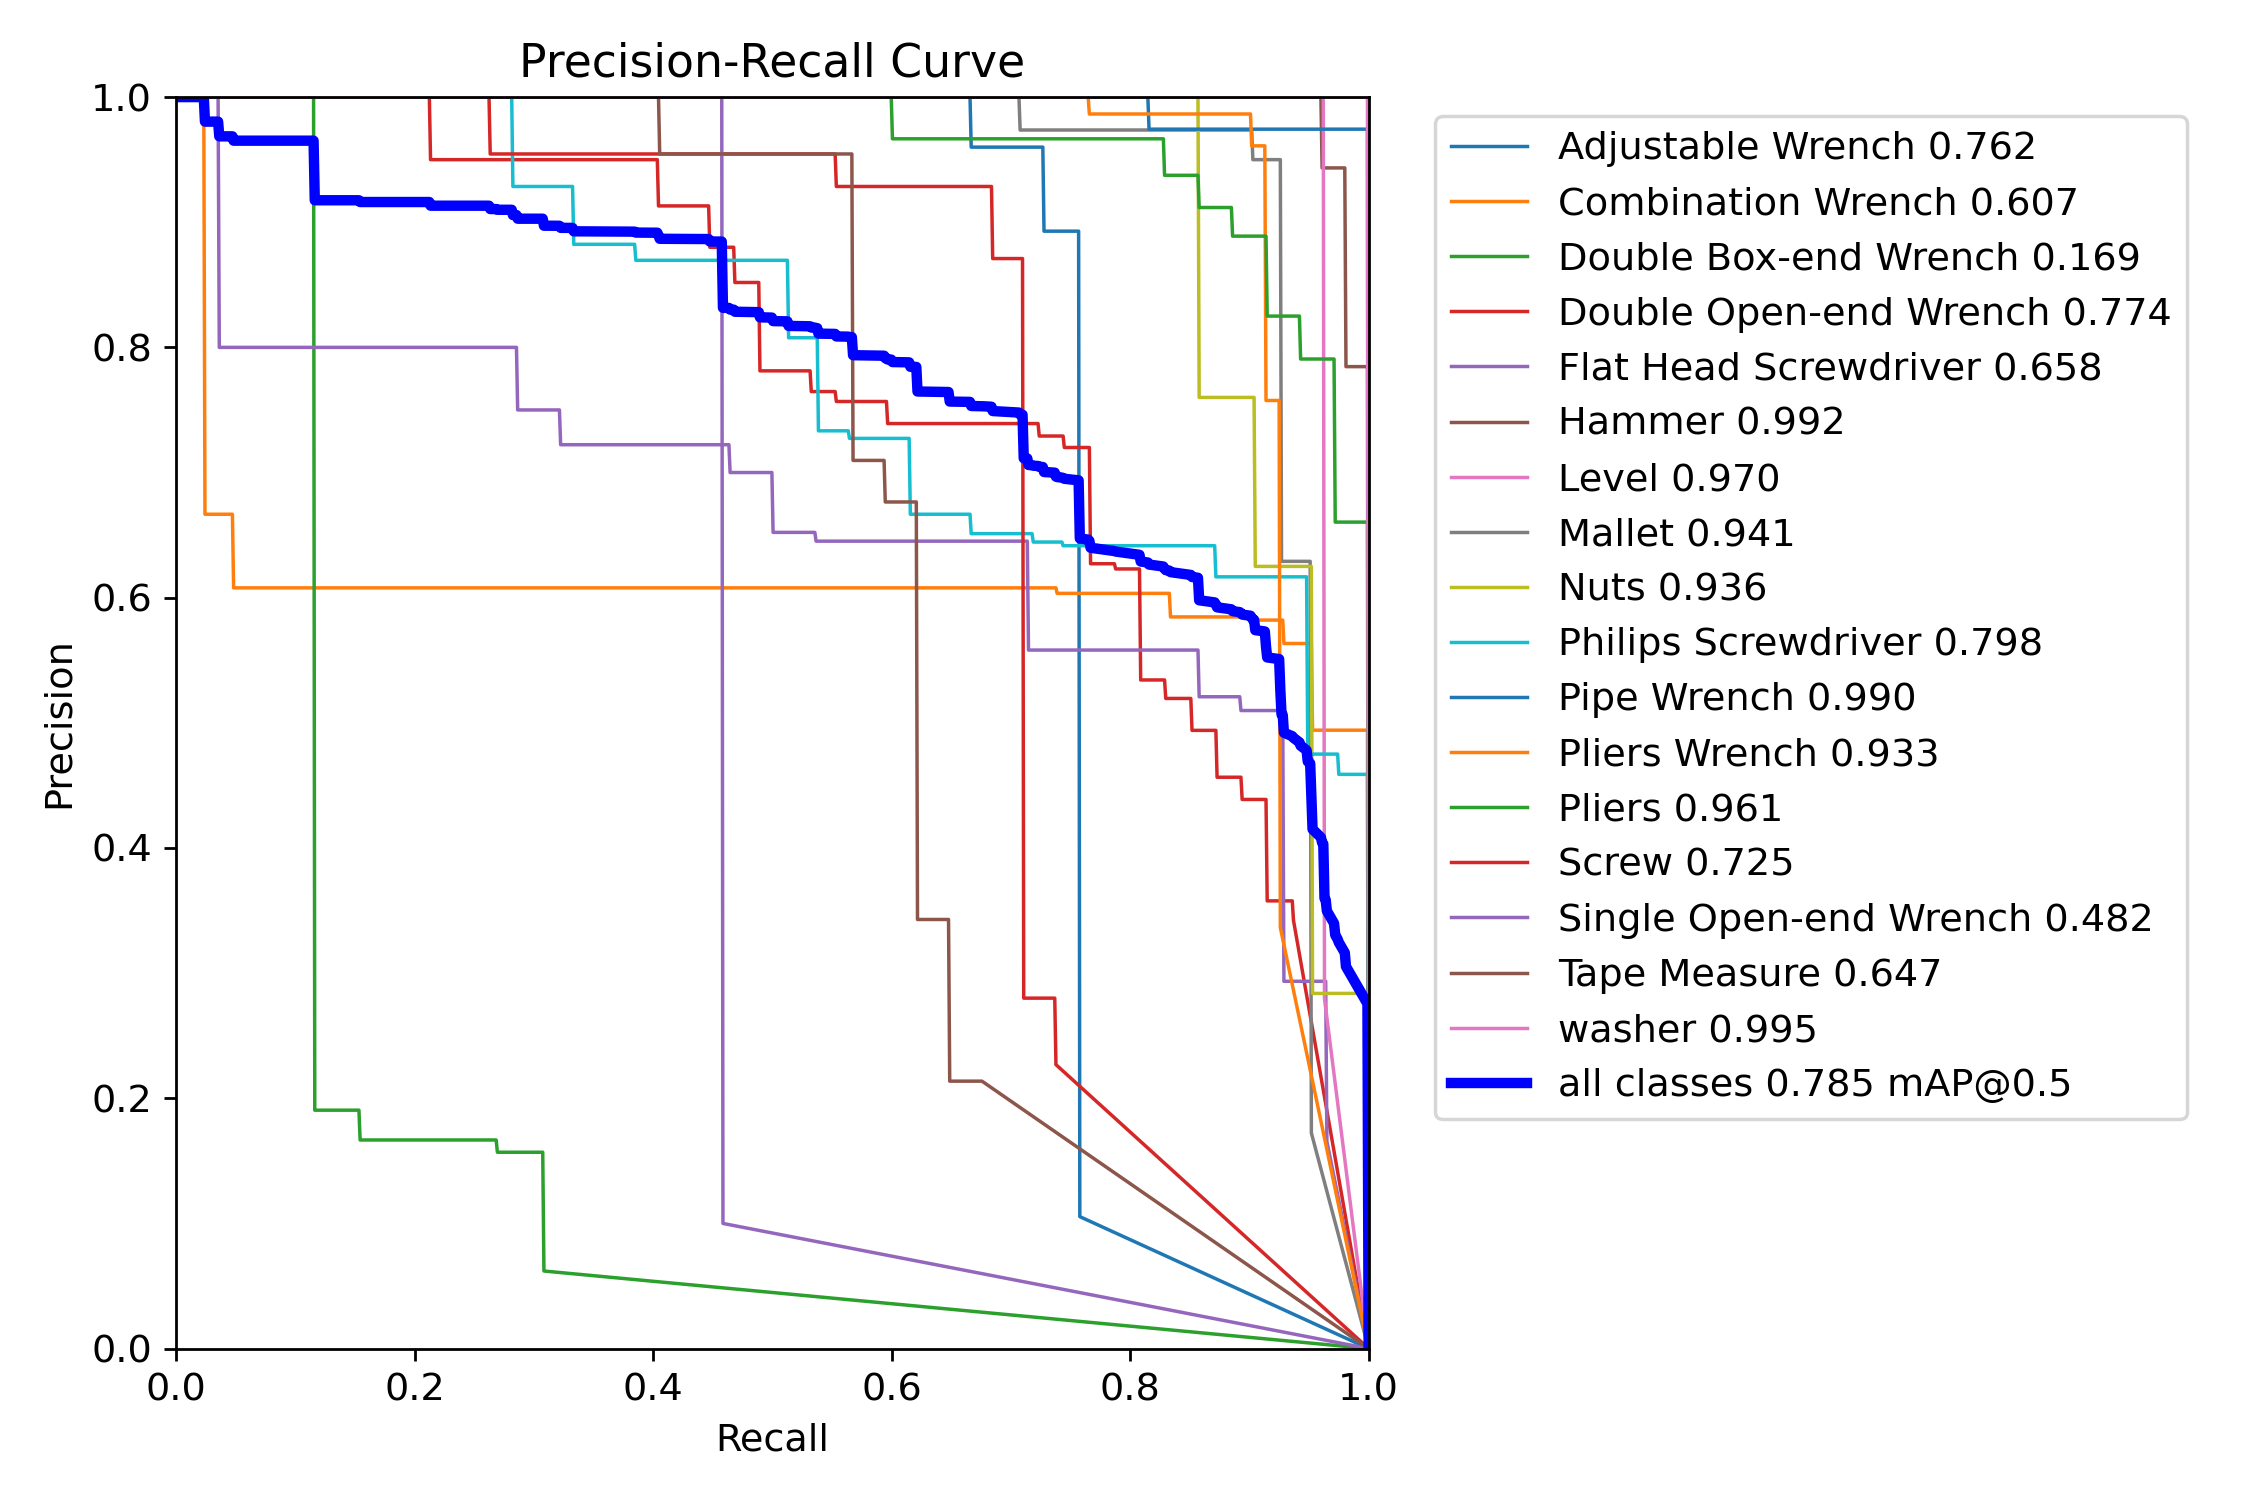 Precision-Recall Curve
1.0
0.8
0.6
0.4
0.2
0.0
Precision
0.0 0.2 0.4 0.6 0.8 1.0
Recall
Adjustable Wrench 0.762
Combination Wrench 0.607
Double Box-end Wrench 0.169
Double Open-end Wrench 0.774
Flat Head Screwdriver 0.658
Hammer 0.992
Level 0.970
Mallet 0.941
Nuts 0.936
Philips Screwdriver 0.798
Pipe Wrench 0.990
Pliers Wrench 0.933
Pliers 0.961
Screw 0.725
Single Open-end Wrench 0.482
Tape Measure 0.647
washer 0.995
all classes 0.785 mAP@0.5